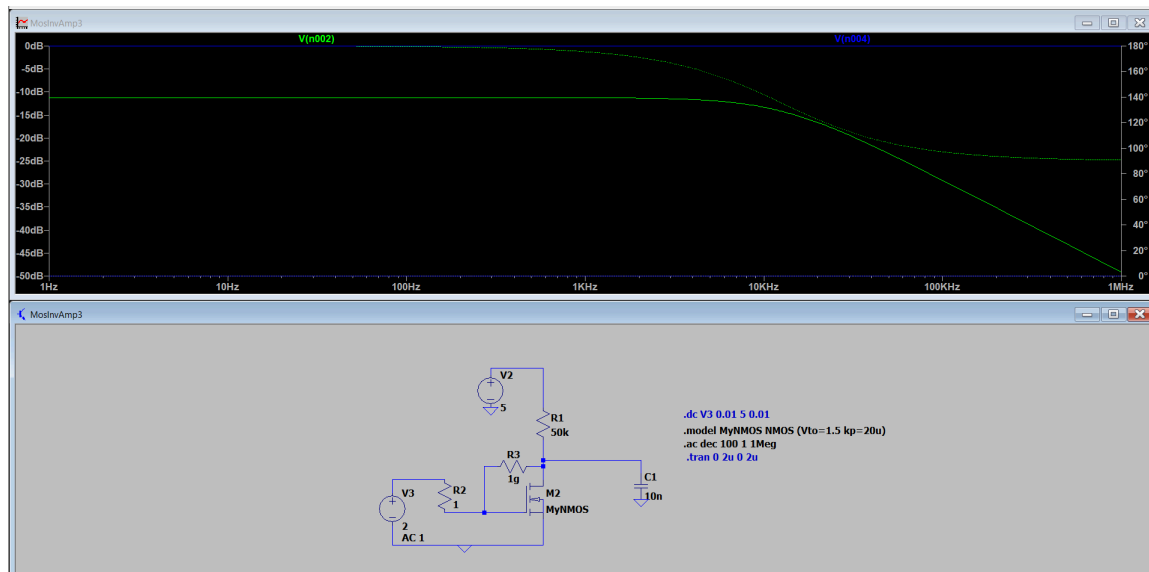 MosInvAmp3
V(n002) V(n004)
0dB 180°
-5dB 160°
-10dB 140°
-15dB 120°
-20dB 100°
-25dB 80°
-30dB 60°
-35dB 40°
-40dB 20°
-45dB 0°
-50dB
1Hz 10Hz 100Hz 1KHz 10KHz 100KHz 1MHz
MosInvAmp3
V2
5
R1
50k
R3
1g
V3
2
AC 1
R2
1
M2
MyNMOS
C1
10n
.dc V3 0.01 5 0.01
.model MyNMOS NMOS (Vto=1.5 kp=20u)
.ac dec 100 1 1Meg
.tran 0 2u 0 2u